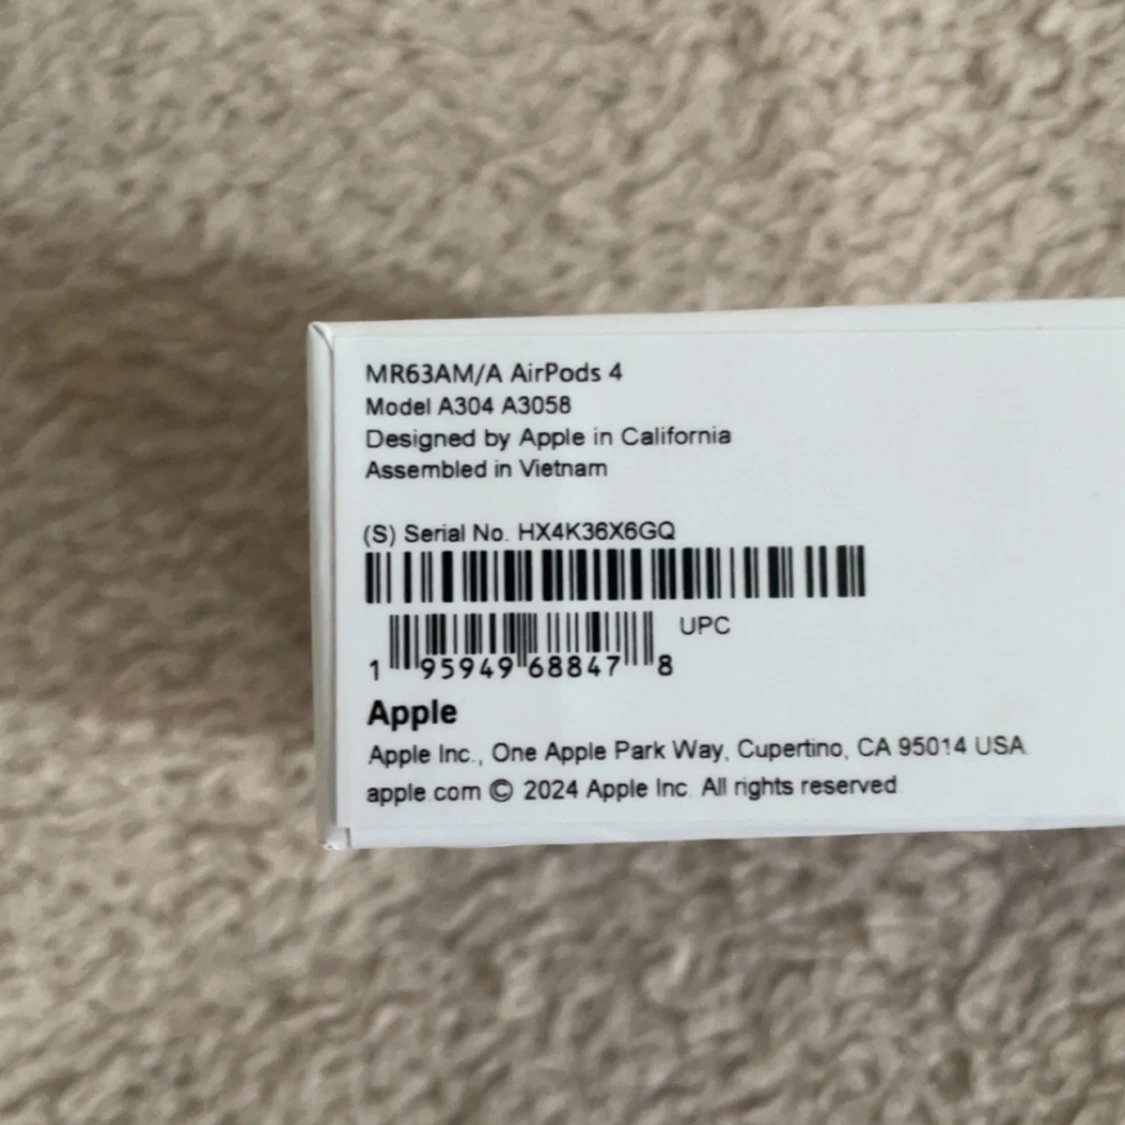 MR63AM/A AirPods 4
Model A304 A3058
Designed by Apple in California
Assembled in Vietnam
(S) Serial No. HX4K36X6GQ
UPC
1 95949 68847 8
Apple
Apple Inc., One Apple Park Way, Cupertino, CA 95014 USA
apple.com © 2024 Apple Inc. All rights reserved